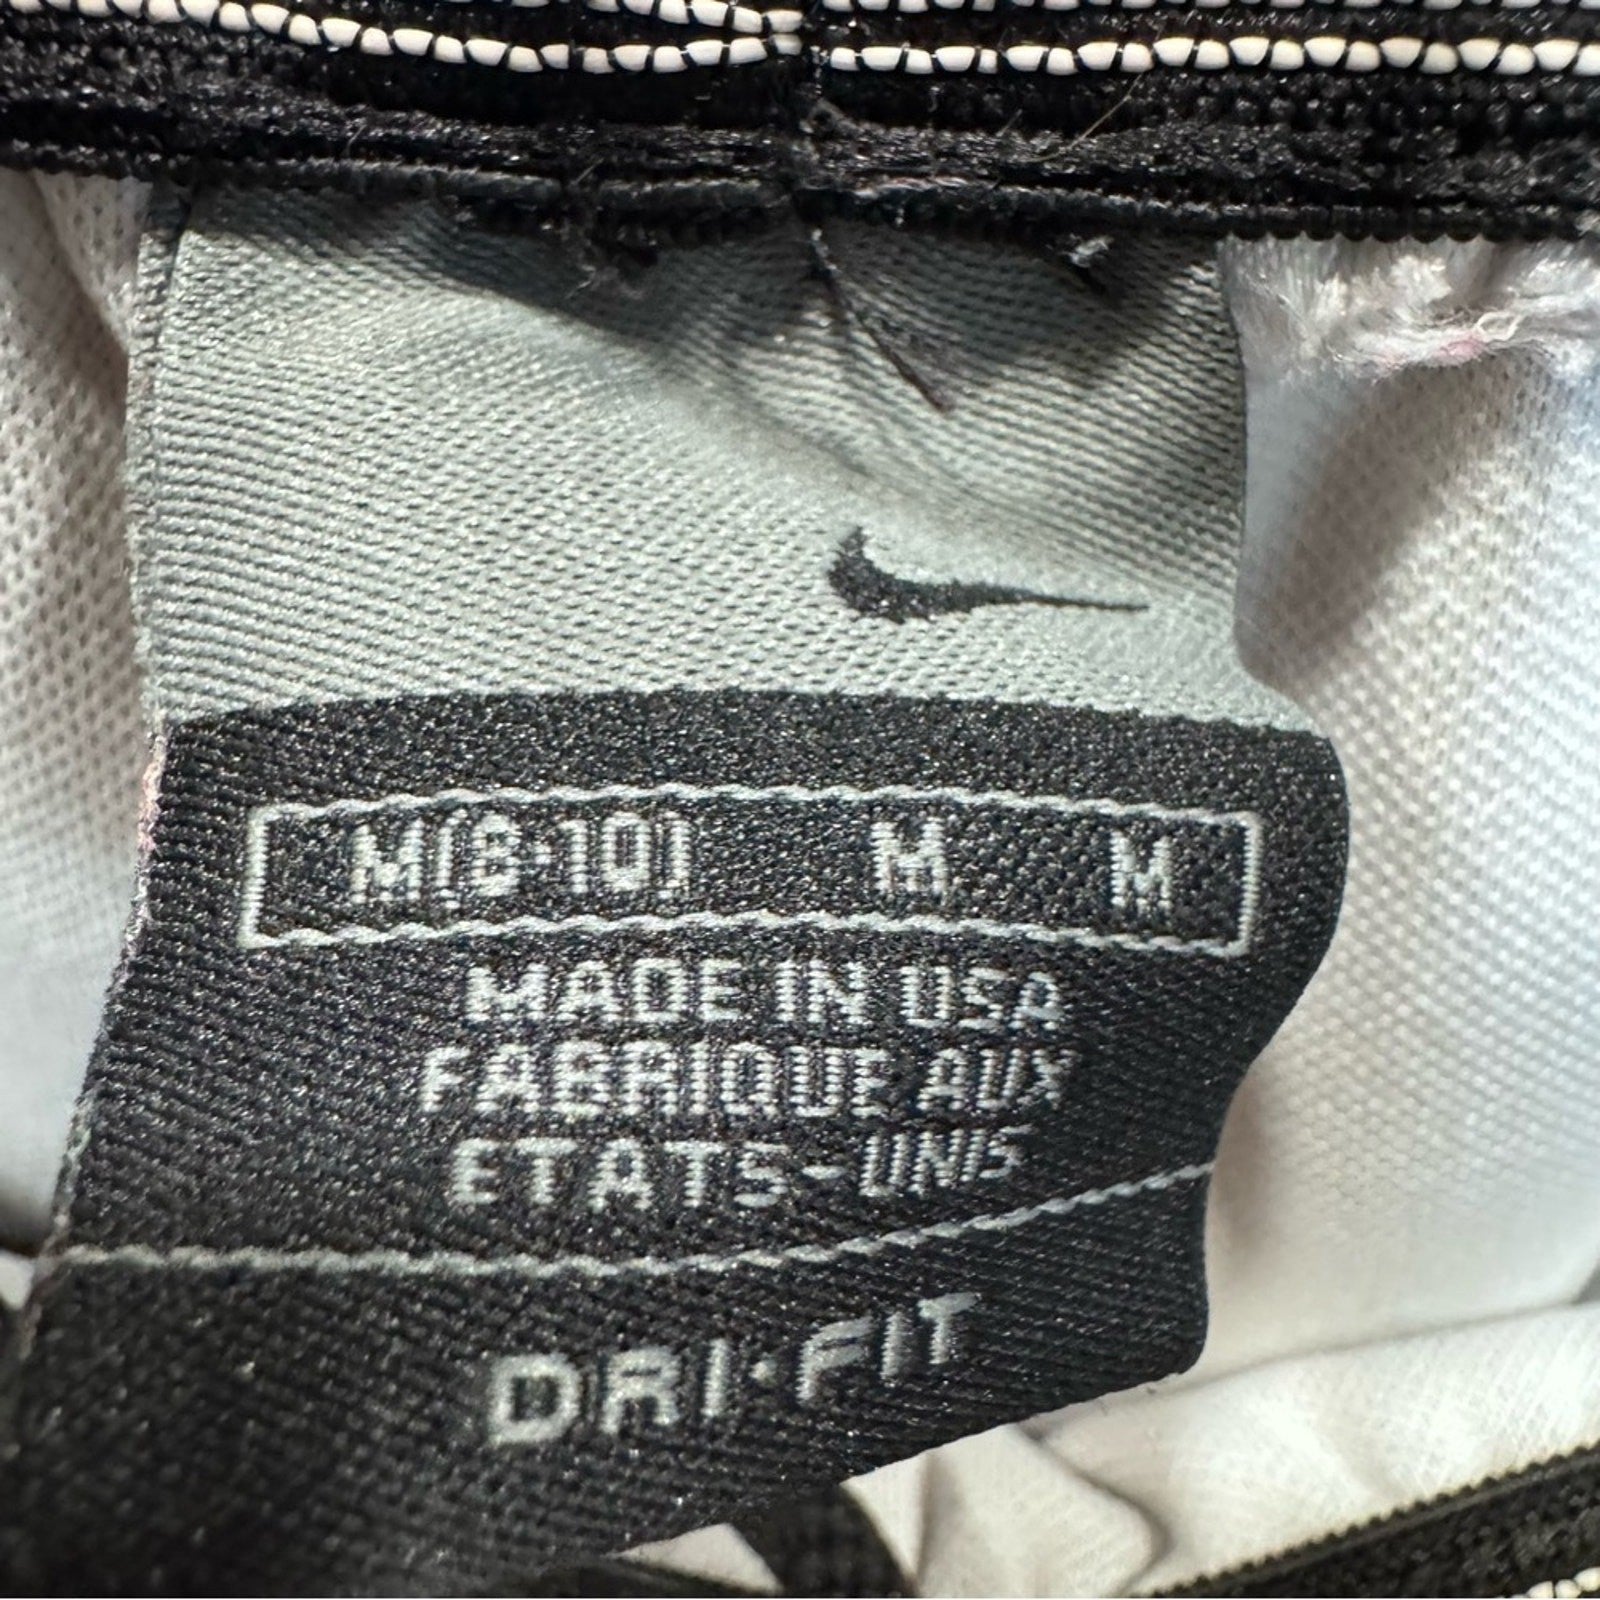 M(8-10) M M
MADE IN USA
FABRIQUE AUX
ETATS-UNIS
DRI·FIT